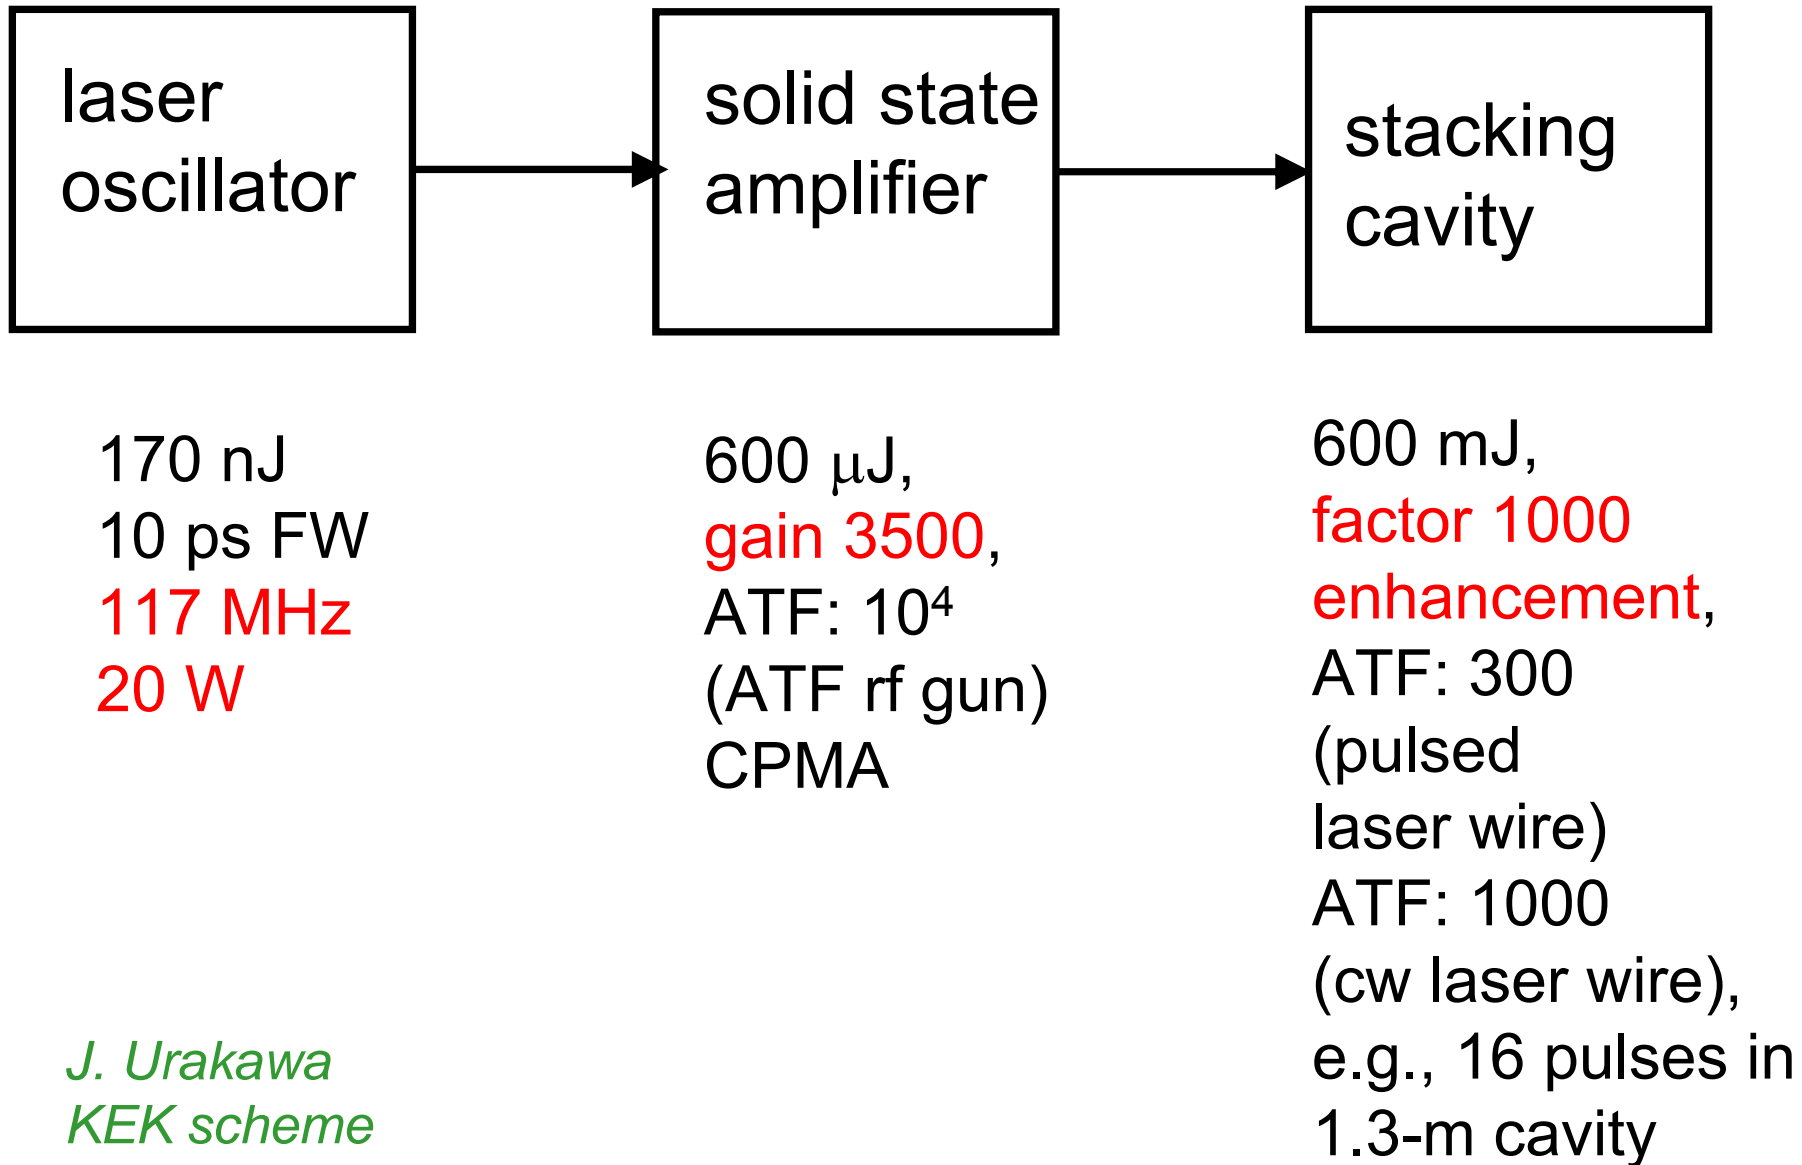 laser
oscillator
solid state
amplifier
stacking
cavity
170 nJ
10 ps FW
117 MHz
20 W
600 μJ,
gain 3500,
ATF: 10⁴
(ATF rf gun)
CPMA
600 mJ,
factor 1000
enhancement,
ATF: 300
(pulsed
laser wire)
ATF: 1000
(cw laser wire),
e.g., 16 pulses in
1.3-m cavity
J. Urakawa
KEK scheme